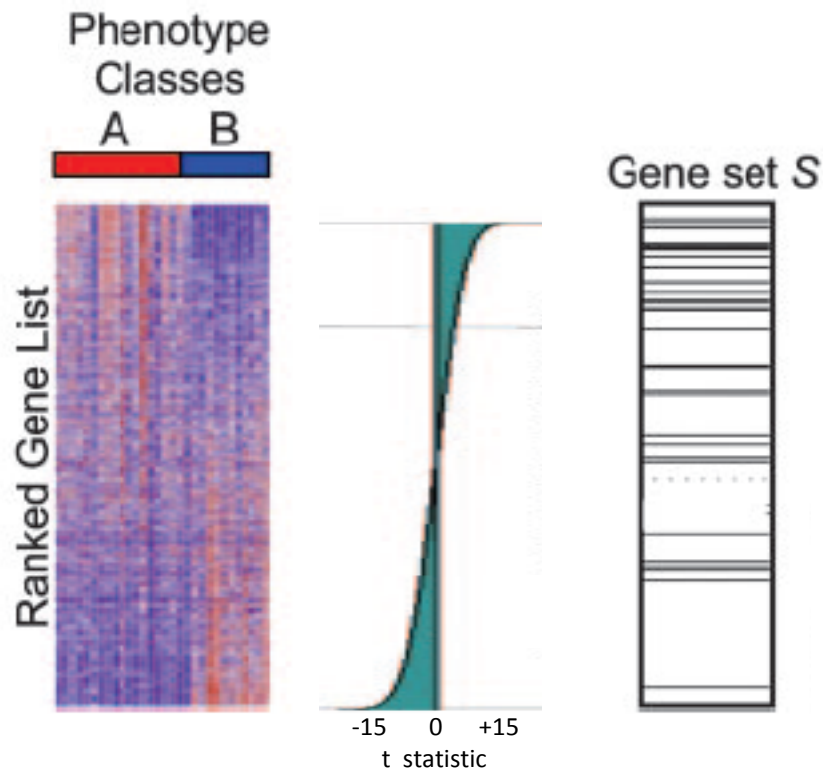 Phenotype
Classes
A B
Gene set S
Ranked Gene List
-15 0 +15
t statistic